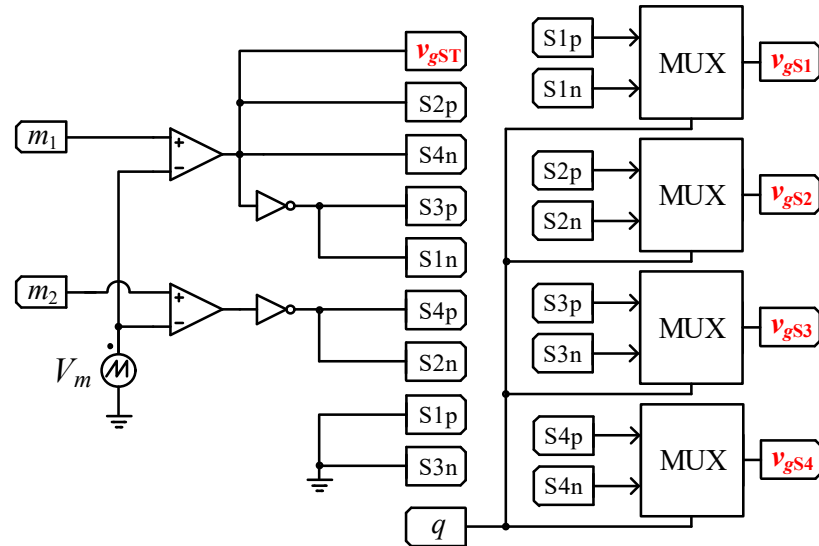 m1
m2
Vm
+
−
+
−
vgST
S2p
S4n
S3p
S1n
S4p
S2n
S1p
S3n
q
S1p
S1n
MUX
vgS1
S2p
S2n
MUX
vgS2
S3p
S3n
MUX
vgS3
S4p
S4n
MUX
vgS4